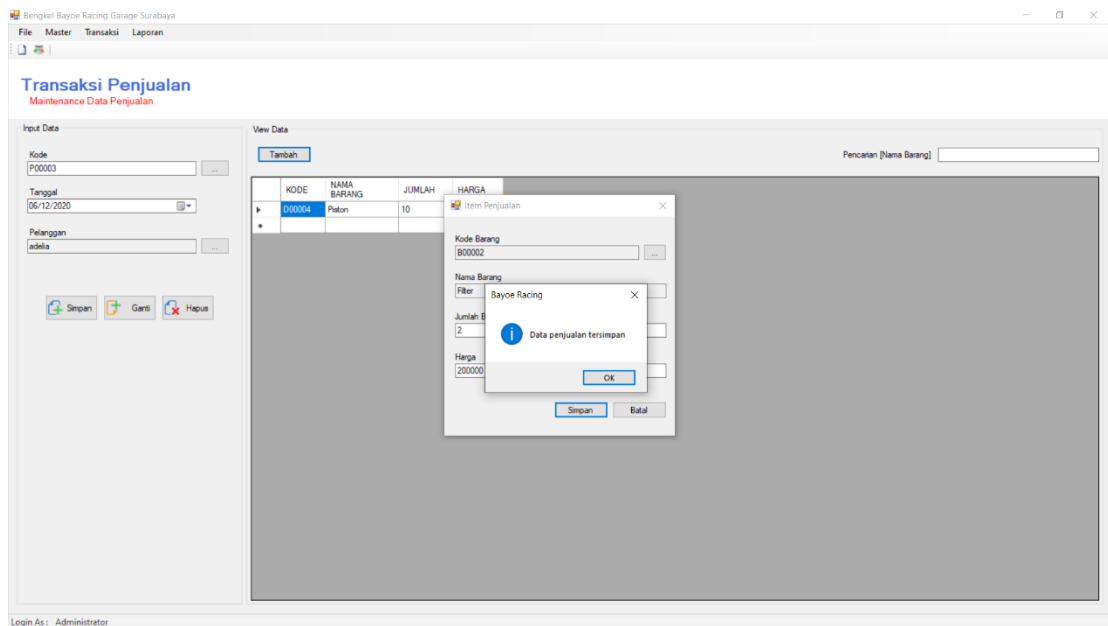 Bengkel Bayoe Racing Garage Surabaya
File Master Transaksi Laporan
Transaksi Penjualan
Maintenance Data Penjualan
Input Data
Kode
P00003
...
Tanggal
06/12/2020
Pelanggan
adelia
...
Simpan Ganti Hapus
View Data
Tambah
Pencarian [Nama Barang]
KODE NAMA BARANG JUMLAH HARGA
D00004 Piston 10
Item Penjualan
Kode Barang
B00002
...
Nama Barang
Filter
Jumlah B
2
Harga
200000
Simpan Batal
Bayoe Racing
Data penjualan tersimpan
OK
Login As : Administrator